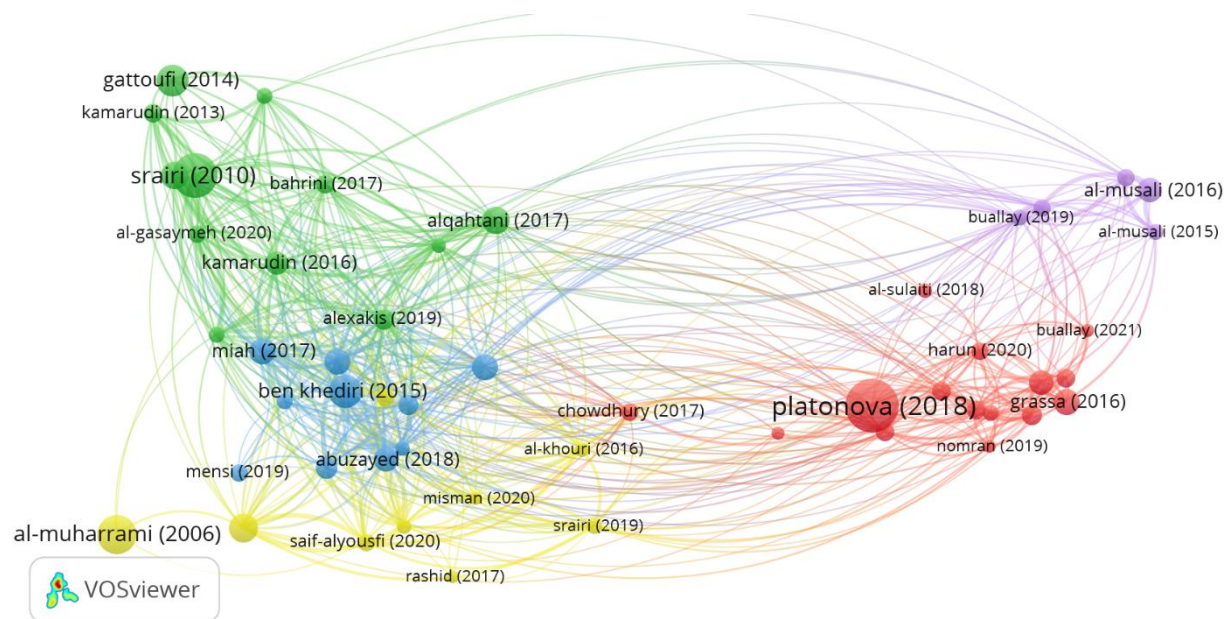 gattoufi (2014)
kamarudin (2013)
srairi (2010)
bahrini (2017)
al-musali (2016)
alqahtani (2017)
buallay (2019)
al-gasaymeh (2020)
al-musali (2015)
kamarudin (2016)
al-sulaiti (2018)
alexakis (2019)
buallay (2021)
miah (2017)
harun (2020)
ben khediri (2015)
chowdhury (2017)
platonova (2018)
grassa (2016)
al-khouri (2016)
nomran (2019)
abuzayed (2018)
mensi (2019)
misman (2020)
al-muharrami (2006)
srairi (2019)
saif-alyousfi (2020)
rashid (2017)
VOSviewer